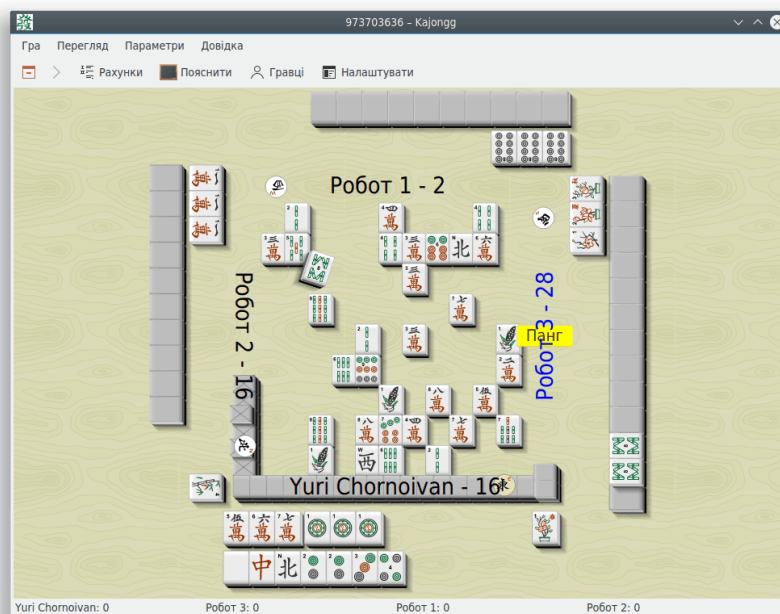 973703636 – Kajongg
Гра Перегляд Параметри Довідка
Рахунки Пояснити Гравці Налаштувати
Робот 1 - 2
Робот 2 - 16
Робот 3 - 28
Панг
Yuri Chornoivan - 16
Yuri Chornoivan: 0 Робот 3: 0 Робот 1: 0 Робот 2: 0